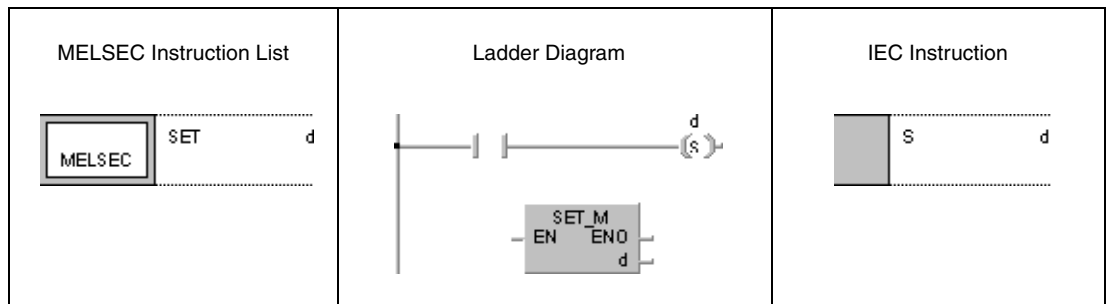 MELSEC Instruction List
Ladder Diagram
IEC Instruction
MELSEC
SET d
d
S
SET_M
EN ENO
d
S d